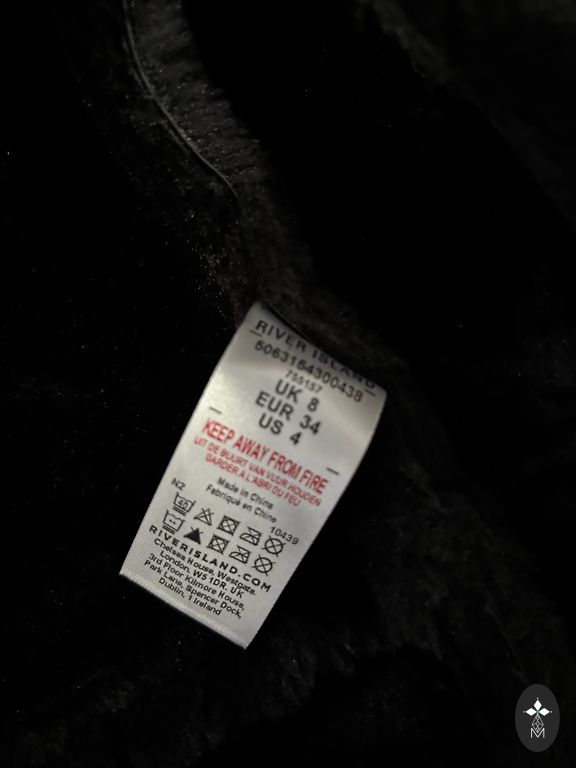 RIVER ISLAND
5063154300438
755157
UK 8
EUR 34
US 4
KEEP AWAY FROM FIRE
UIT DE BUURT VAN VUUR HOUDEN
GARDER A L'ABRI DU FEU
Made in China
Fabriqué en Chine
N2
10439
40
RIVERISLAND.COM
Chelsea House, Westgate,
London, W5 1DR. UK
3rd Floor, Kilmore House,
Park Lane, Spencer Dock,
Dublin, 1 Ireland
M